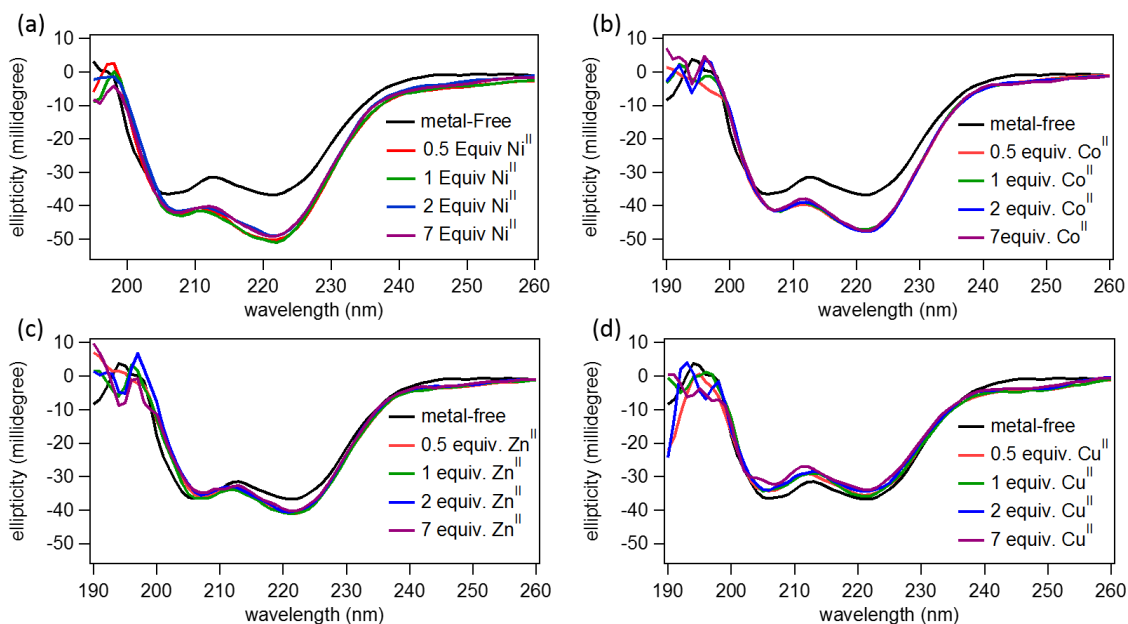 (a)
10
0
-10
-20
-30
-40
-50
ellipticity (millidegree)
metal-Free
0.5 Equiv Ni^II
1 Equiv Ni^II
2 Equiv Ni^II
7 Equiv Ni^II
200 210 220 230 240 250 260
wavelength (nm)
(b)
10
0
-10
-20
-30
-40
-50
ellipticity (millidegree)
metal-free
0.5 equiv. Co^II
1 equiv. Co^II
2 equiv. Co^II
7equiv. Co^II
190 200 210 220 230 240 250 260
wavelength (nm)
(c)
10
0
-10
-20
-30
-40
-50
ellipticity (millidegree)
metal-free
0.5 equiv. Zn^II
1 equiv. Zn^II
2 equiv. Zn^II
7 equiv. Zn^II
190 200 210 220 230 240 250 260
wavelength (nm)
(d)
10
0
-10
-20
-30
-40
-50
ellipticity (millidegree)
metal-free
0.5 equiv. Cu^II
1 equiv. Cu^II
2 equiv. Cu^II
7 equiv. Cu^II
190 200 210 220 230 240 250 260
wavelength (nm)